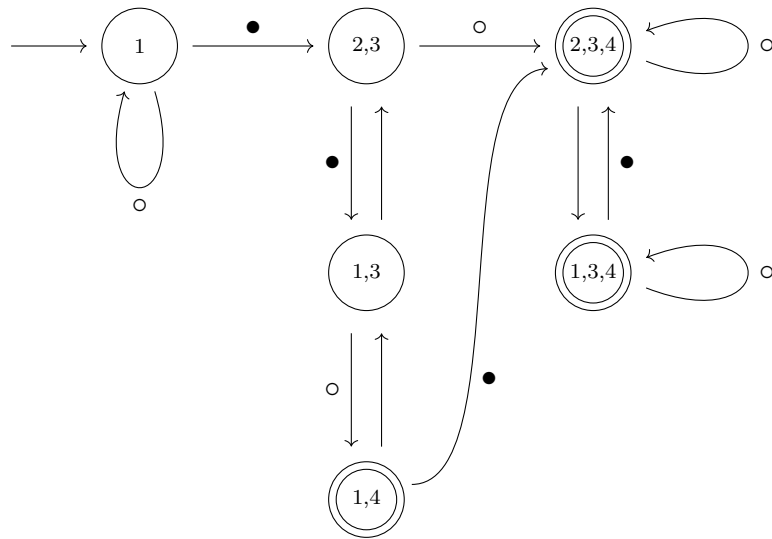 ● ○
1 2,3 2,3,4 ○
● ●
○
1,3 1,3,4 ○
○ ●
1,4